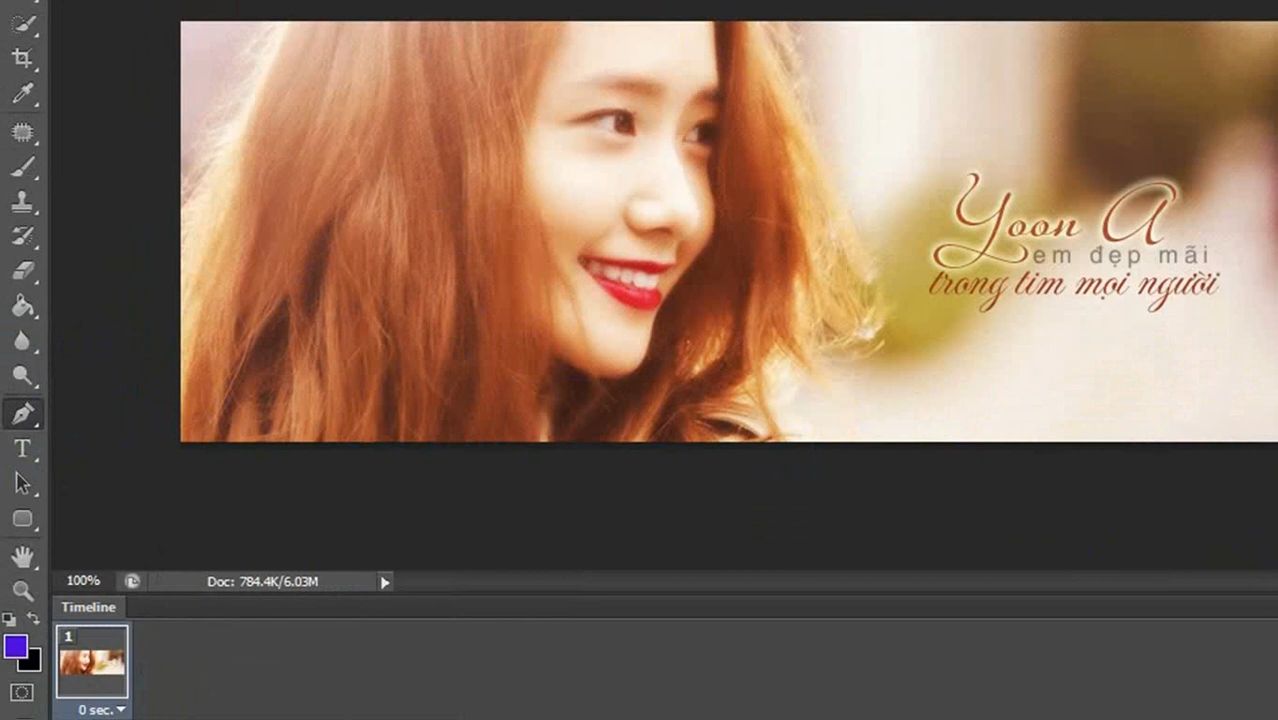 Yoon A
em đẹp mãi
trong tim mọi người
T
100%
Doc: 784.4K/6.03M
Timeline
1
0 sec.